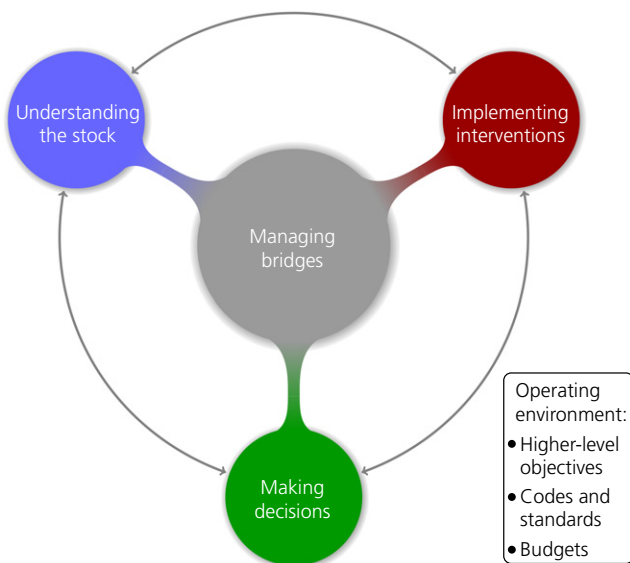 Understanding
the stock
Implementing
interventions
Managing
bridges
Making
decisions
Operating
environment:
• Higher-level
objectives
• Codes and
standards
• Budgets